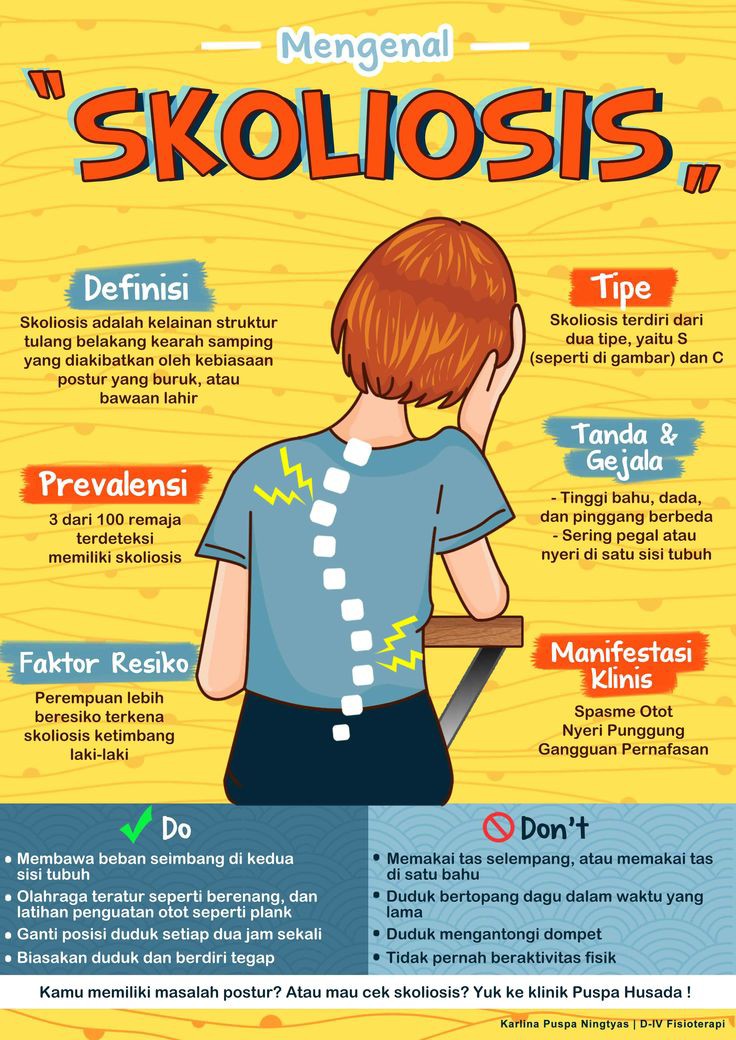 Mengenal
"SKOLIOSIS"
Definisi
Skoliosis adalah kelainan struktur
tulang belakang kearah samping
yang diakibatkan oleh kebiasaan
postur yang buruk, atau
bawaan lahir
Prevalensi
3 dari 100 remaja
terdeteksi
memiliki skoliosis
Faktor Resiko
Perempuan lebih
beresiko terkena
skoliosis ketimbang
laki-laki
Tipe
Skoliosis terdiri dari
dua tipe, yaitu S
(seperti di gambar) dan C
Tanda &
Gejala
- Tinggi bahu, dada,
dan pinggang berbeda
- Sering pegal atau
nyeri di satu sisi tubuh
Manifestasi
Klinis
Spasme Otot
Nyeri Punggung
Gangguan Pernafasan
Do
• Membawa beban seimbang di kedua
sisi tubuh
• Olahraga teratur seperti berenang, dan
latihan penguatan otot seperti plank
• Ganti posisi duduk setiap dua jam sekali
• Biasakan duduk dan berdiri tegap
Don't
• Memakai tas selempang, atau memakai tas
di satu bahu
• Duduk bertopang dagu dalam waktu yang
lama
• Duduk mengantongi dompet
• Tidak pernah beraktivitas fisik
Kamu memiliki masalah postur? Atau mau cek skoliosis? Yuk ke klinik Puspa Husada !
Karlina Puspa Ningtyas | D-IV Fisioterapi